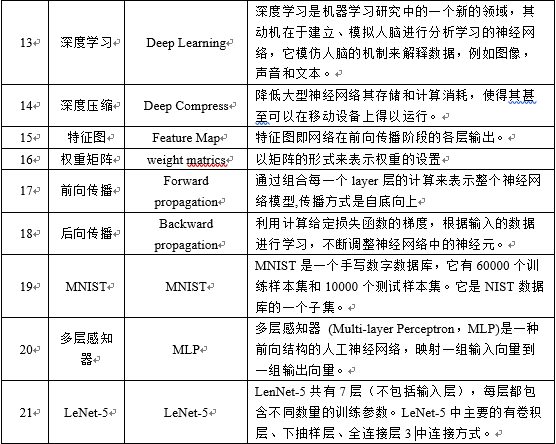 13 深度学习 Deep Learning 深度学习是机器学习研究中的一个新的领域，其
动机在于建立、模拟人脑进行分析学习的神经网
络，它模仿人脑的机制来解释数据，例如图像，
声音和文本。
14 深度压缩 Deep Compress 降低大型神经网络其存储和计算消耗，使得其甚
至可以在移动设备上得以运行。
15 特征图 Feature Map 特征图即网络在前向传播阶段的各层输出。
16 权重矩阵 weight matrics 以矩阵的形式来表示权重的设置
17 前向传播 Forward
propagation
通过组合每一个 layer 层的计算来表示整个神经网
络模型,传播方式是自底向上
18 后向传播 Backward
propagation
利用计算给定损失函数的梯度，根据输入的数据
进行学习，不断调整神经网络中的神经元。
19 MNIST MNIST MNIST 是一个手写数字数据库，它有 60000 个训
练样本集和 10000 个测试样本集。它是 NIST 数据
库的一个子集。
20 多层感知
器
MLP
多层感知器 (Multi-layer Perceptron，MLP)是一种
前向结构的人工神经网络，映射一组输入向量到
一组输出向量。
21 LeNet-5 LeNet-5 LenNet-5 共有 7 层（不包括输入层），每层都包
含不同数量的训练参数。LeNet-5 中主要的有卷积
层、下抽样层、全连接层 3 中连接方式。